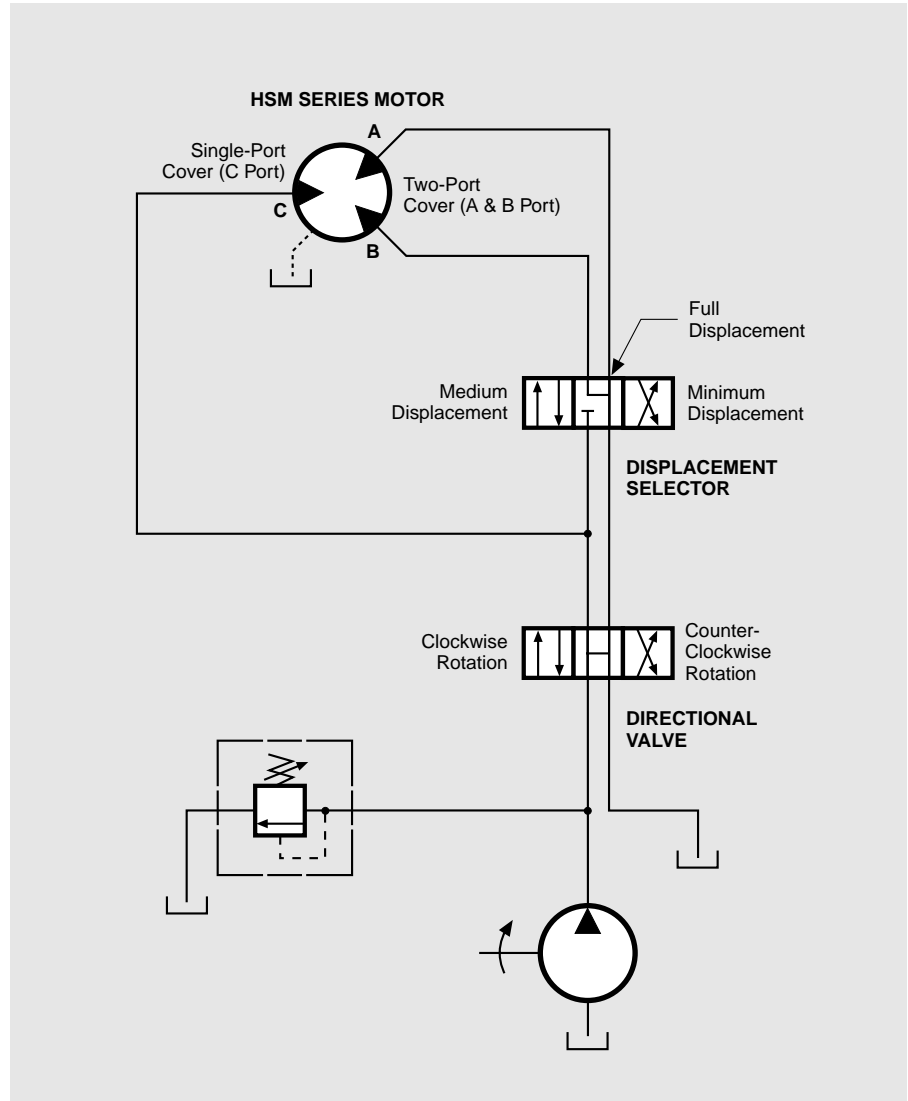 HSM SERIES MOTOR
A
Single-Port
Cover (C Port)
Two-Port
Cover (A & B Port)
C
B
Full
Displacement
Medium
Displacement
Minimum
Displacement
DISPLACEMENT
SELECTOR
Clockwise
Rotation
Counter-
Clockwise
Rotation
DIRECTIONAL
VALVE